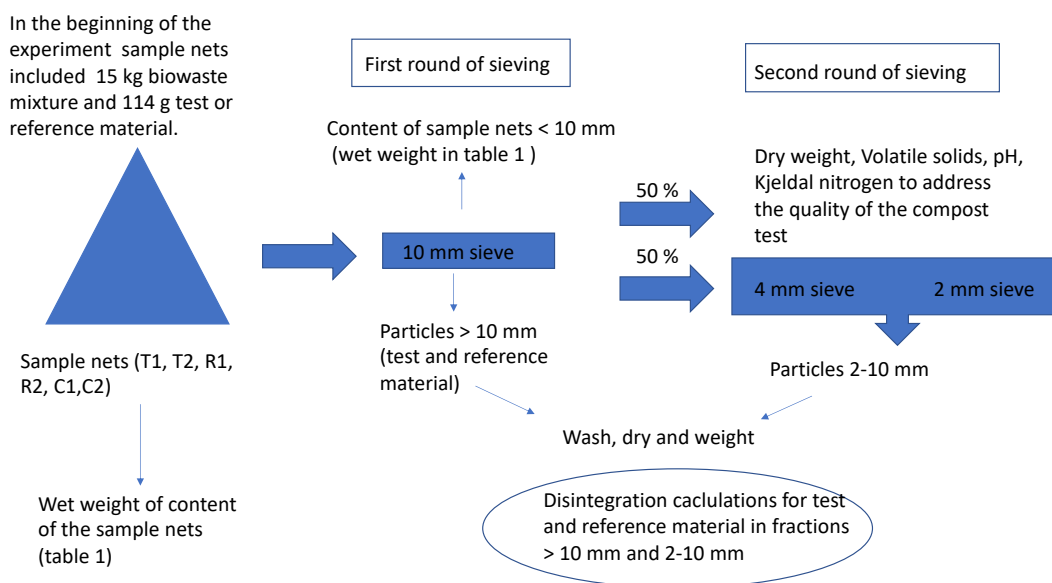 In the beginning of the
experiment sample nets
included 15 kg biowaste
mixture and 114 g test or
reference material.
First round of sieving
Second round of sieving
Content of sample nets < 10 mm
(wet weight in table 1 )
Dry weight, Volatile solids, pH,
Kjeldal nitrogen to address
the quality of the compost
test
50 %
50 %
10 mm sieve
4 mm sieve
2 mm sieve
Particles > 10 mm
(test and reference
material)
Particles 2-10 mm
Sample nets (T1, T2, R1,
R2, C1,C2)
Wash, dry and weight
Wet weight of content
of the sample nets
(table 1)
Disintegration caclulations for test
and reference material in fractions
> 10 mm and 2-10 mm